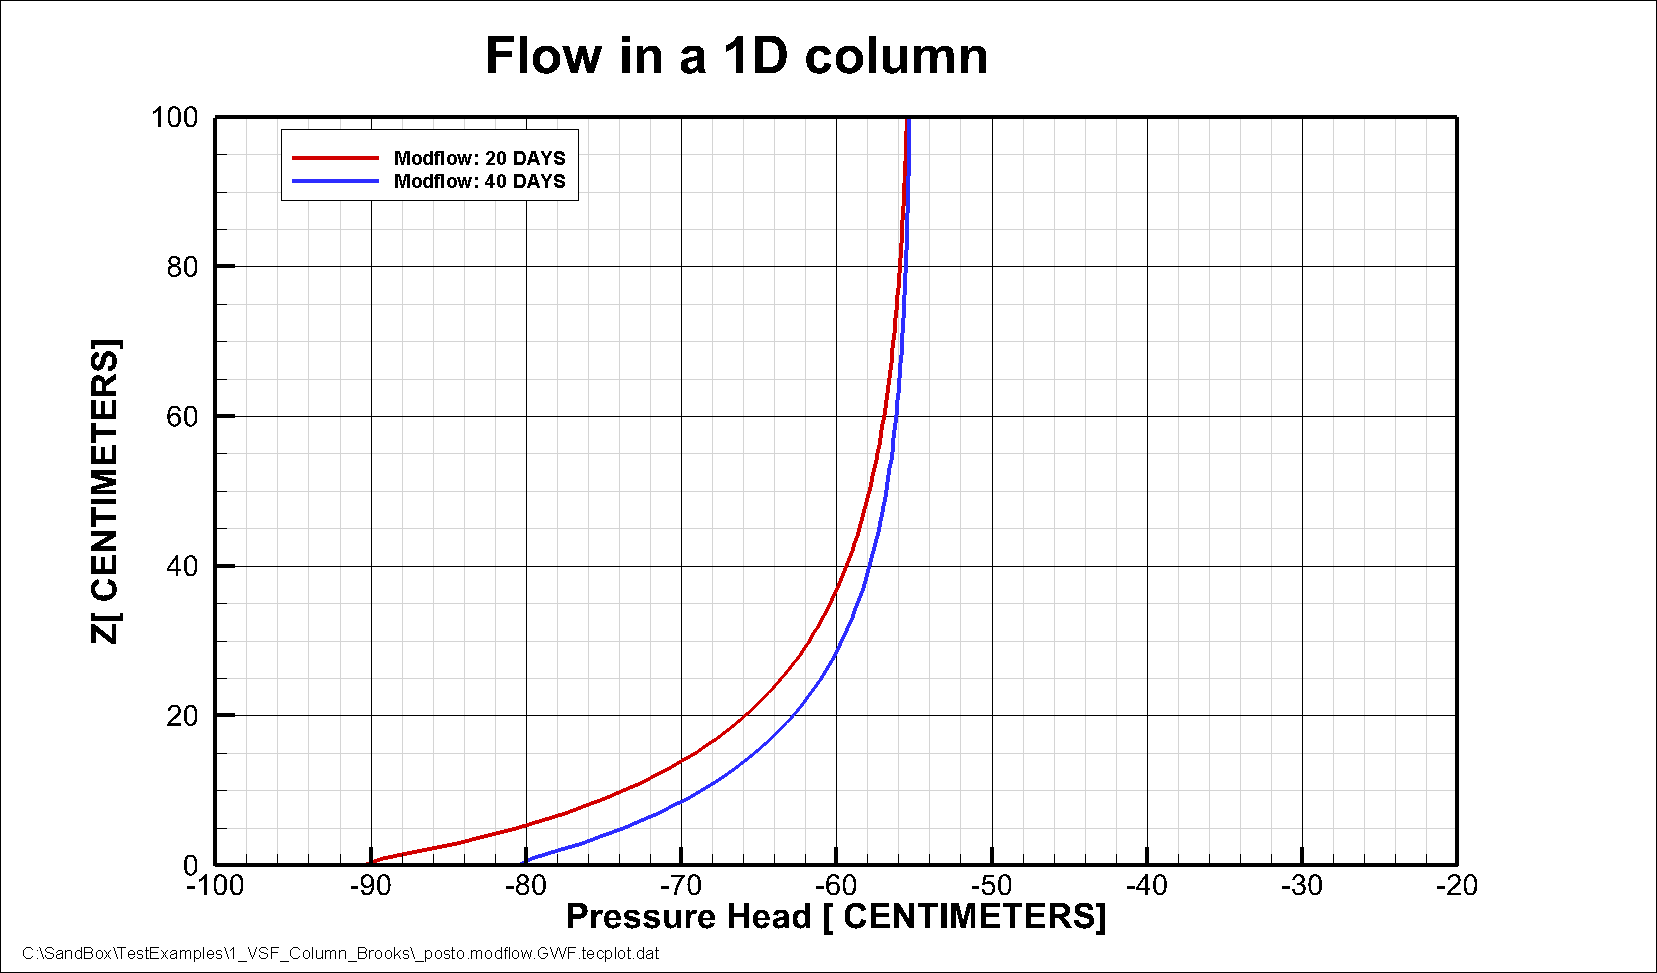 Flow in a 1D column
100
Modflow: 20 DAYS
Modflow: 40 DAYS
80
60
40
20
0
Z[ CENTIMETERS]
-100 -90 -80 -70 -60 -50 -40 -30 -20
Pressure Head [ CENTIMETERS]
C:\SandBox\TestExamples\1_VSF_Column_Brooks\_posto.modflow.GWF.tecplot.dat